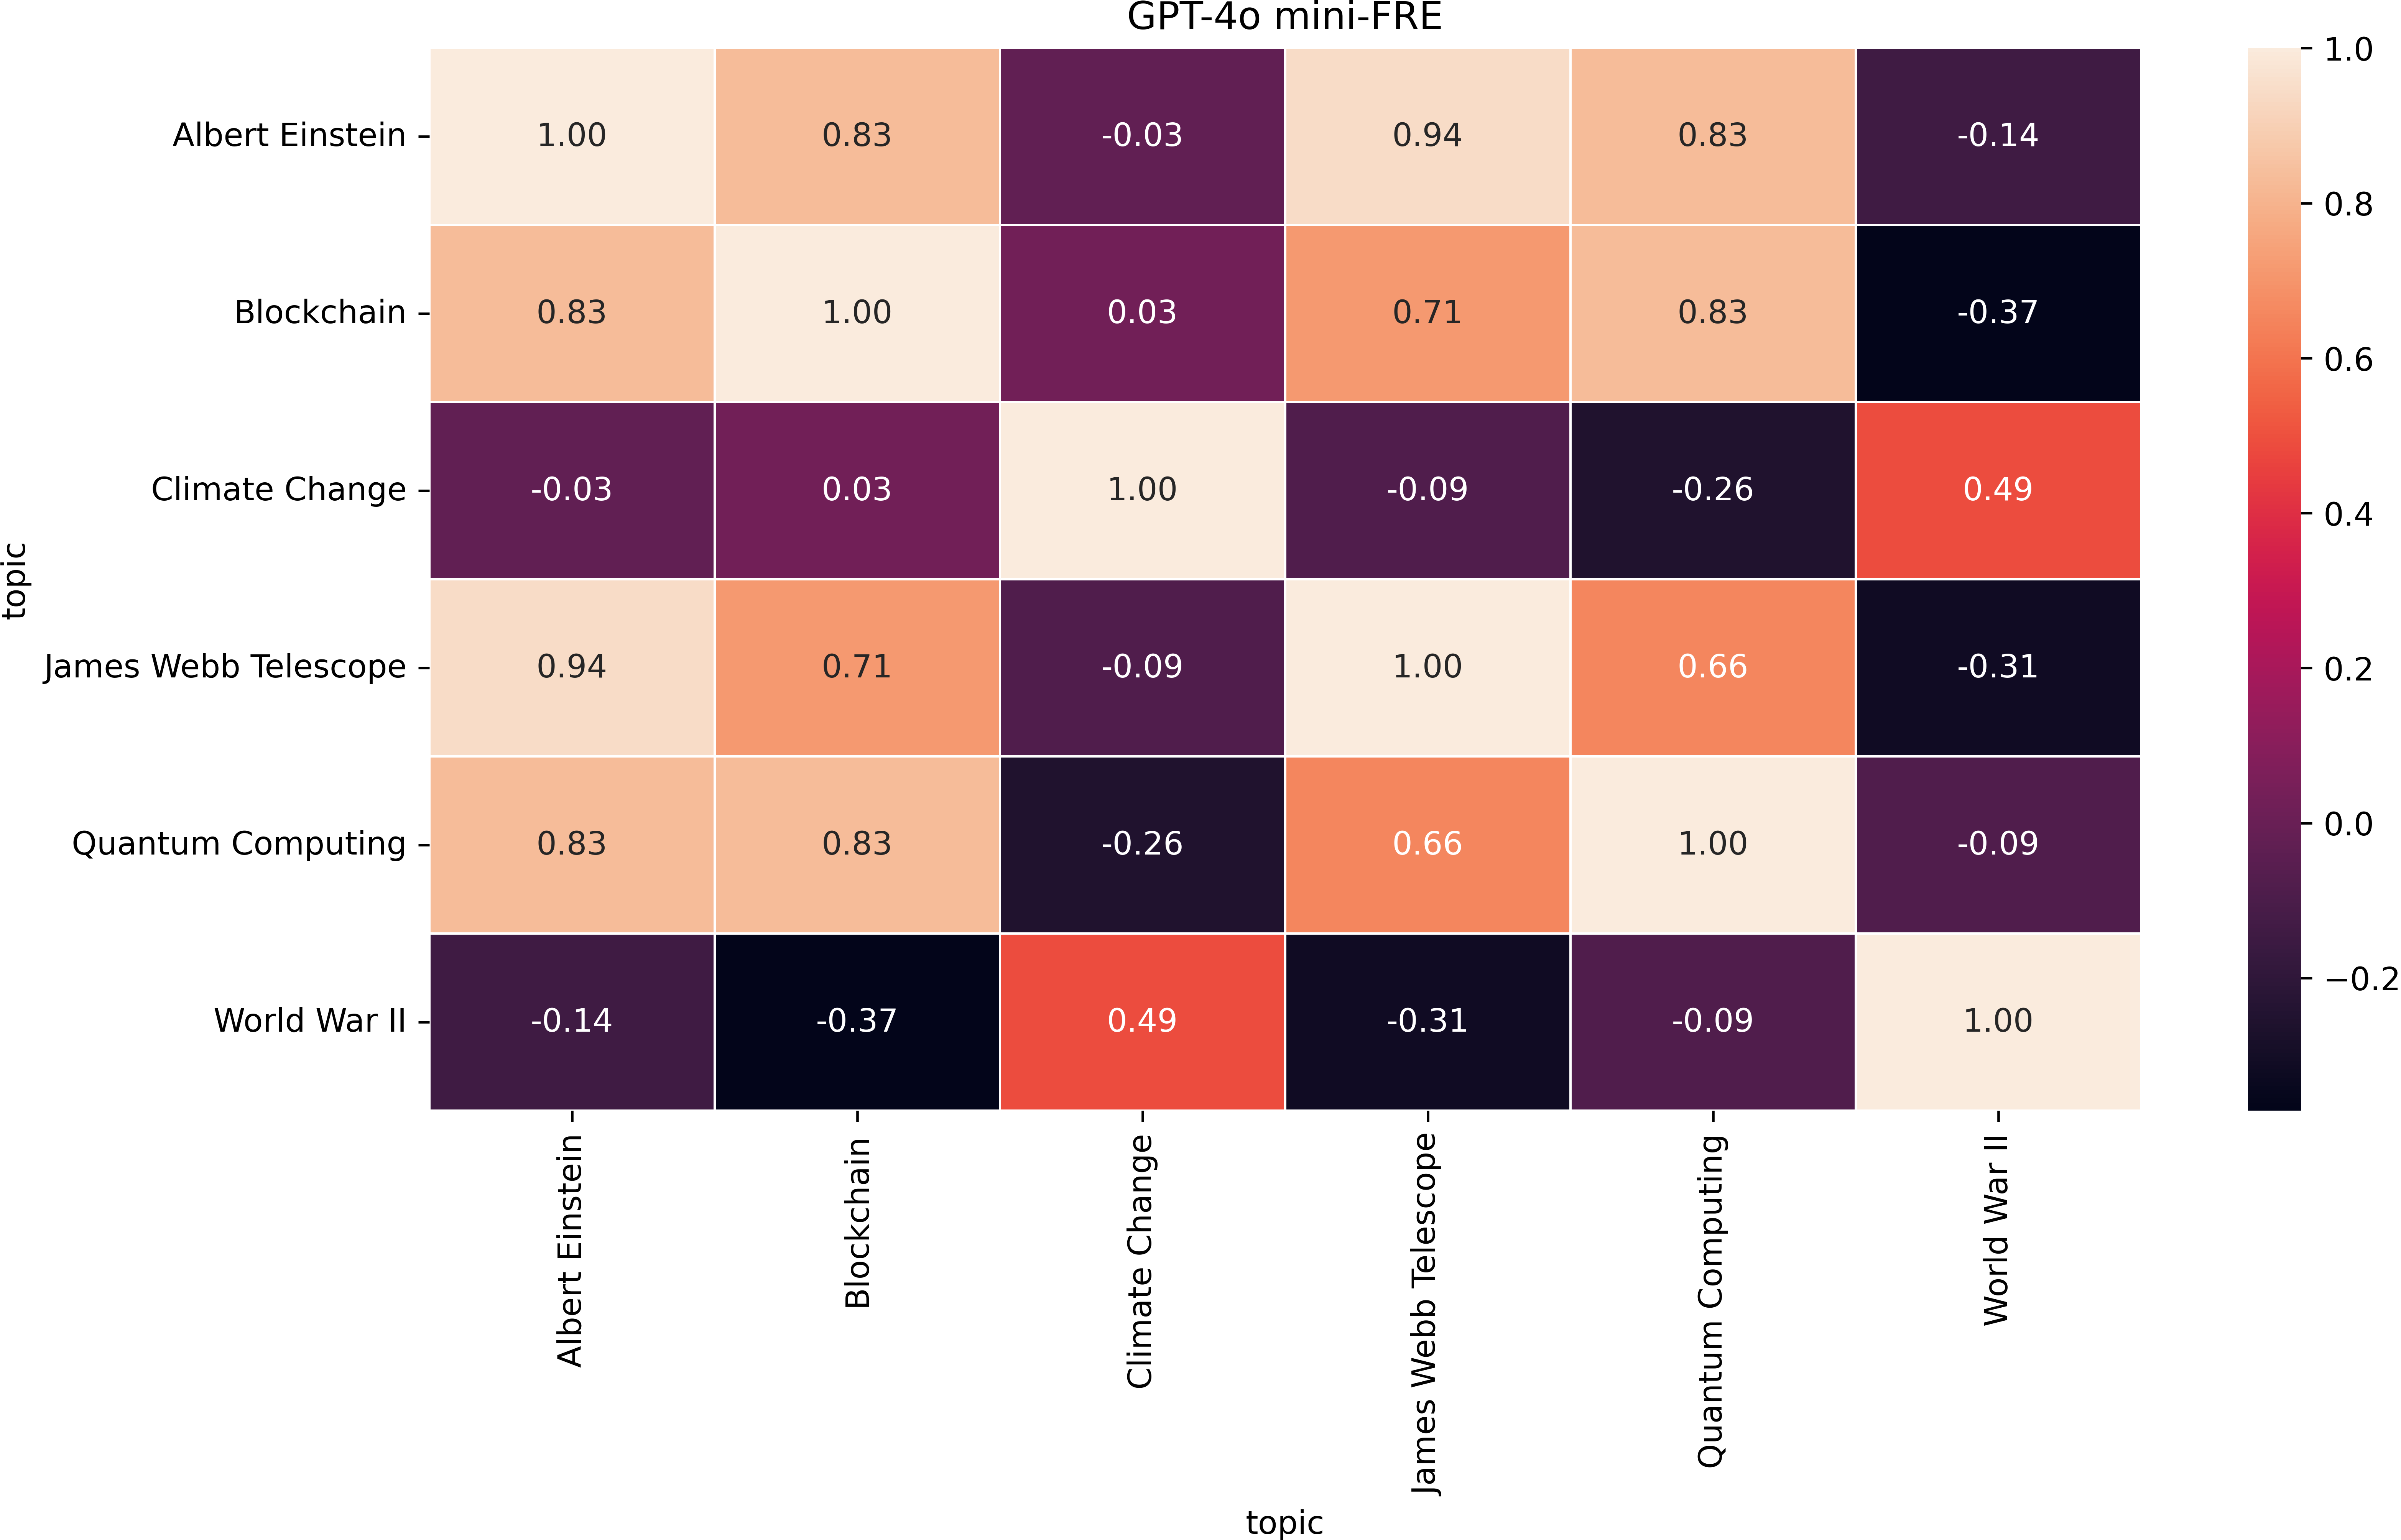 GPT-4o mini-FRE
Albert Einstein 1.00 0.83 -0.03 0.94 0.83 -0.14
Blockchain 0.83 1.00 0.03 0.71 0.83 -0.37
Climate Change -0.03 0.03 1.00 -0.09 -0.26 0.49
James Webb Telescope 0.94 0.71 -0.09 1.00 0.66 -0.31
Quantum Computing 0.83 0.83 -0.26 0.66 1.00 -0.09
World War II -0.14 -0.37 0.49 -0.31 -0.09 1.00
topic
Albert Einstein
Blockchain
Climate Change
James Webb Telescope
Quantum Computing
World War II
topic
1.0
0.8
0.6
0.4
0.2
0.0
−0.2